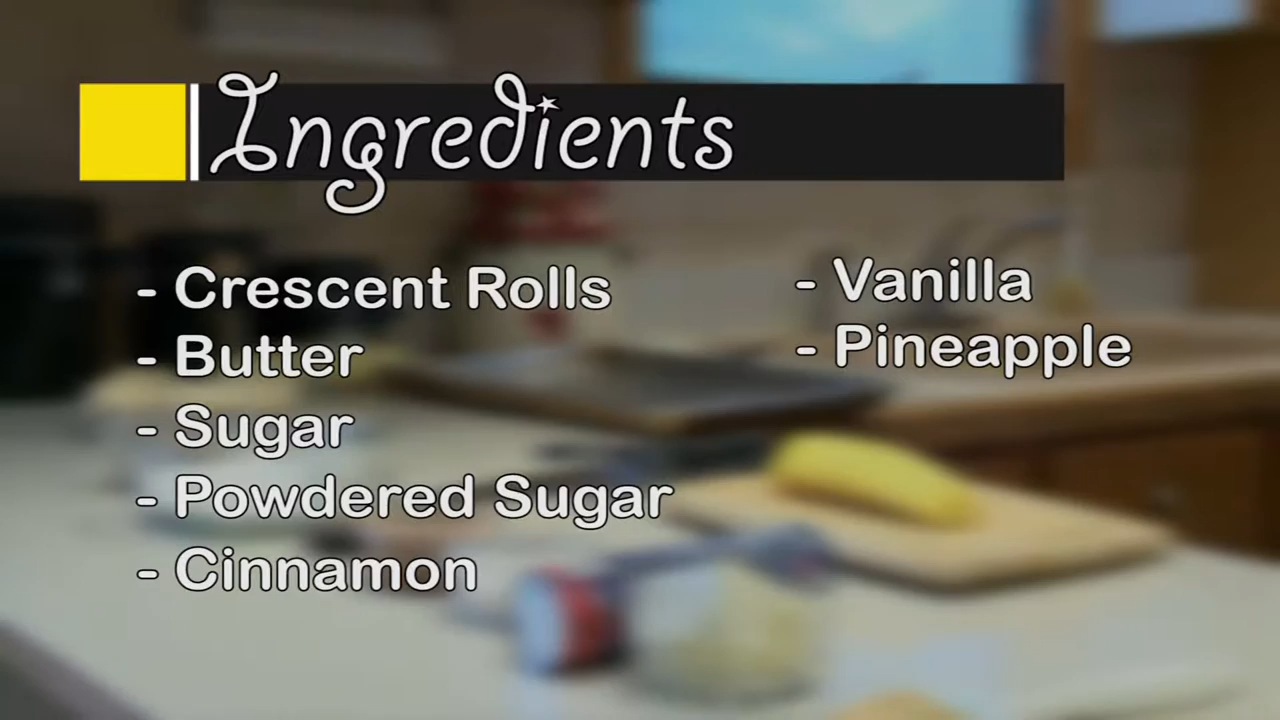 Ingredients
- Crescent Rolls
- Butter
- Sugar
- Powdered Sugar
- Cinnamon
- Vanilla
- Pineapple